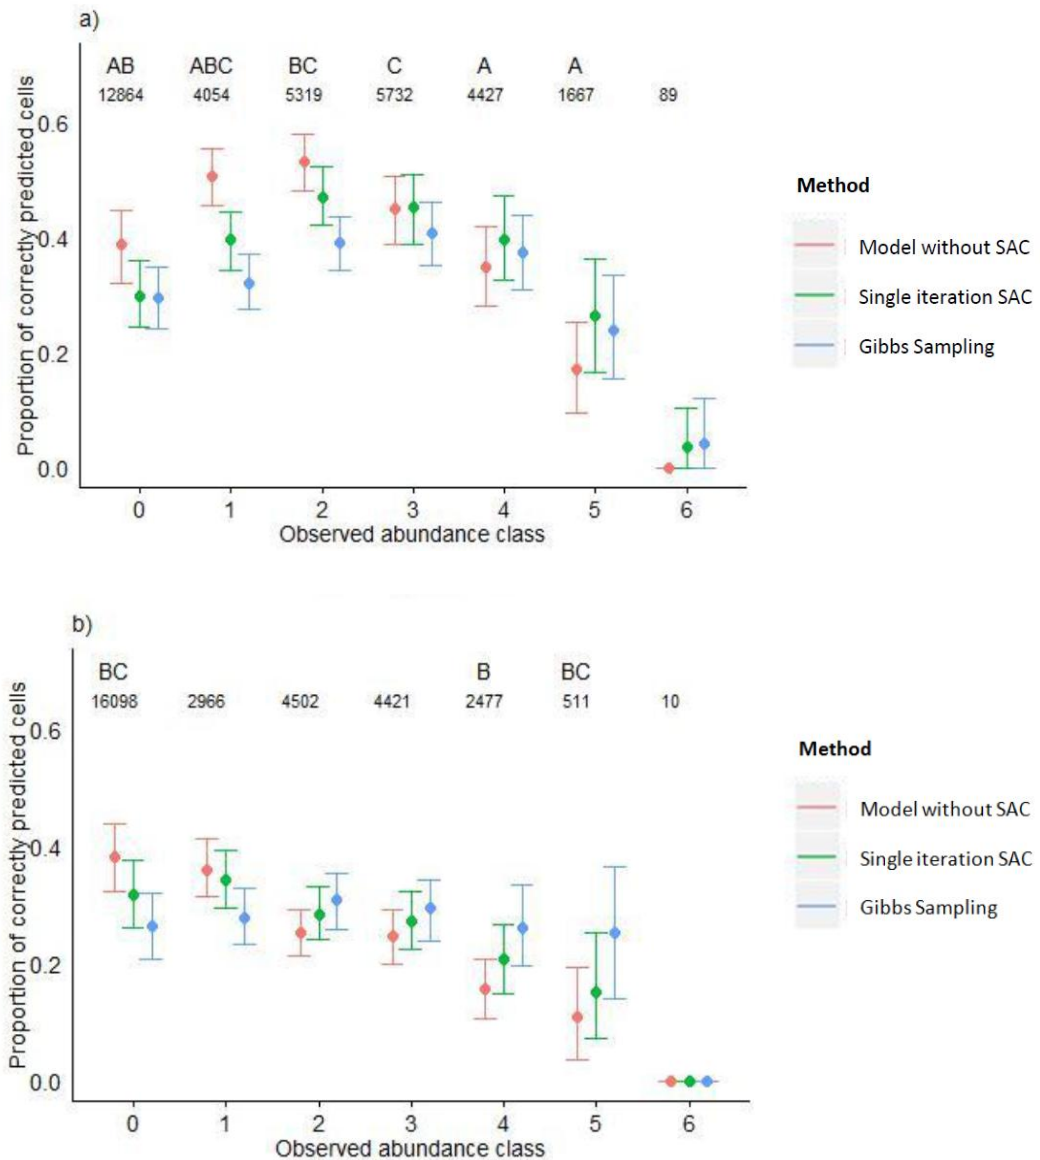 a)
AB ABC BC C A A
12864 4054 5319 5732 4427 1667 89
Proportion of correctly predicted cells
0.6
0.4
0.2
0.0
0 1 2 3 4 5 6
Observed abundance class
Method
Model without SAC
Single iteration SAC
Gibbs Sampling
b)
BC B BC
16098 2966 4502 4421 2477 511 10
Proportion of correctly predicted cells
0.6
0.4
0.2
0.0
0 1 2 3 4 5 6
Observed abundance class
Method
Model without SAC
Single iteration SAC
Gibbs Sampling